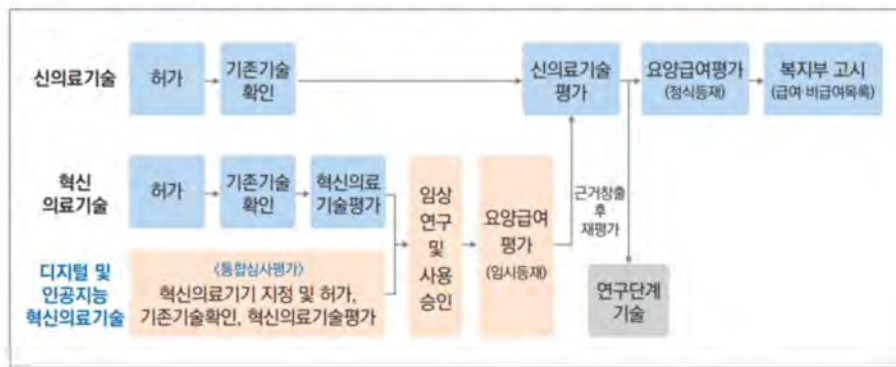 신의료기술
허가
기존기술
확인
신의료기술
평가
요양급여평가
(정식등재)
복지부 고시
(급여·비급여목록)
혁신
의료기술
허가
기존기술
확인
혁신의료
기술평가
임상
연구
및
사용
승인
요양급여
평가
(임시등재)
근거창출
후
재평가
디지털 및
인공지능
혁신의료기술
〈통합심사평가〉
혁신의료기기 지정 및 허가,
기존기술확인, 혁신의료기술평가
연구단계
기술